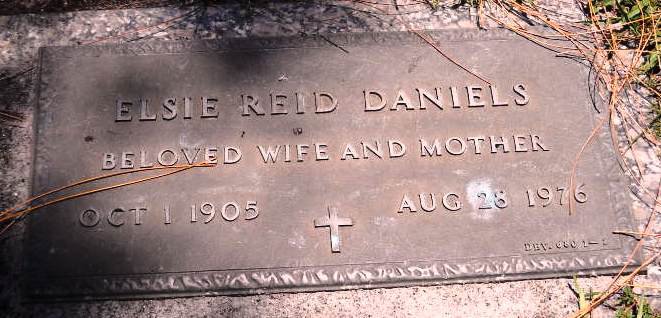 ELSIE REID DANIELS
BELOVED WIFE AND MOTHER
OCT 1 1905 AUG 28 1976